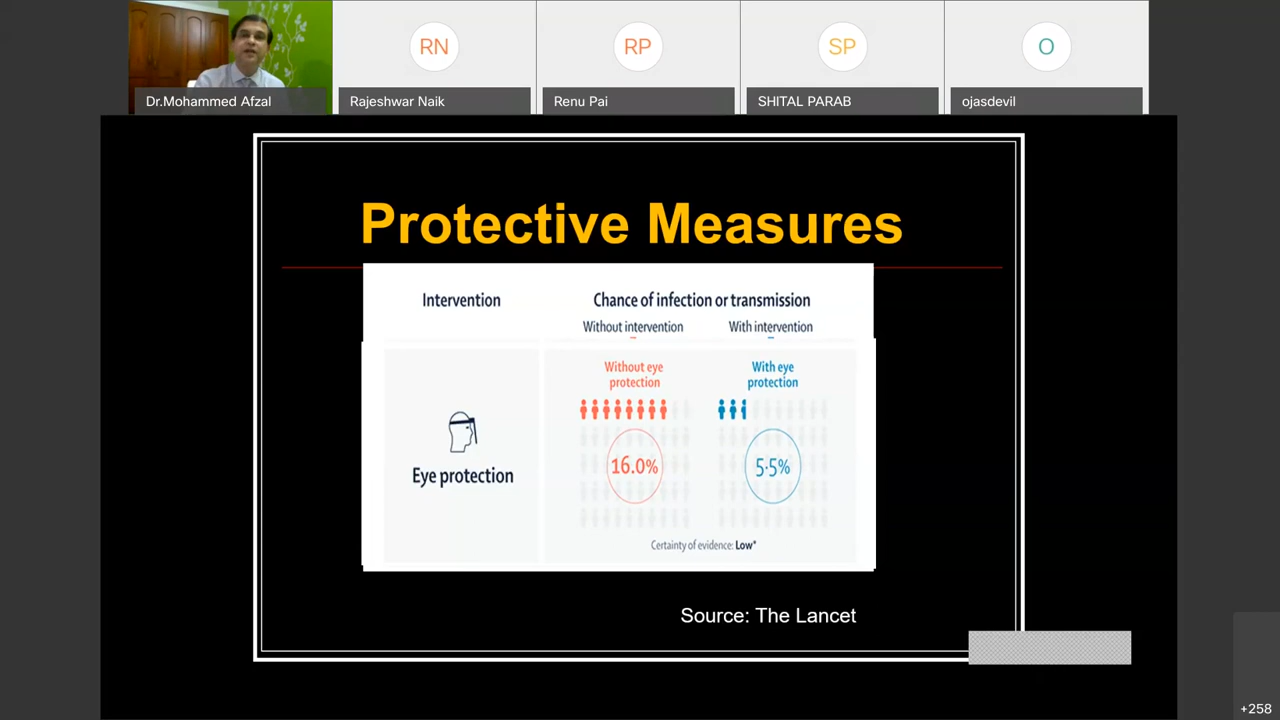 RN
RP
SP
O
Dr.Mohammed Afzal
Rajeshwar Naik
Renu Pai
SHITAL PARAB
ojasdevil
Protective Measures
Intervention
Chance of infection or transmission
Without intervention
With intervention
Without eye
protection
With eye
protection
16.0%
5·5%
Eye protection
Certainty of evidence: Low*
Source: The Lancet
+258